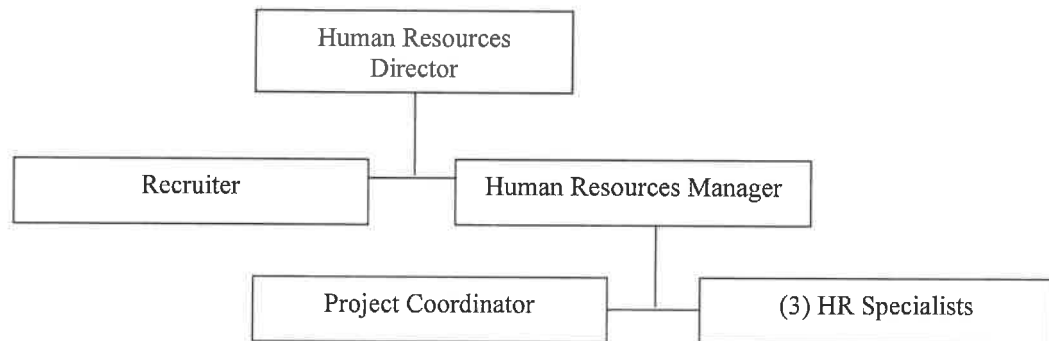 Human Resources
Director
Recruiter
Human Resources Manager
Project Coordinator
(3) HR Specialists